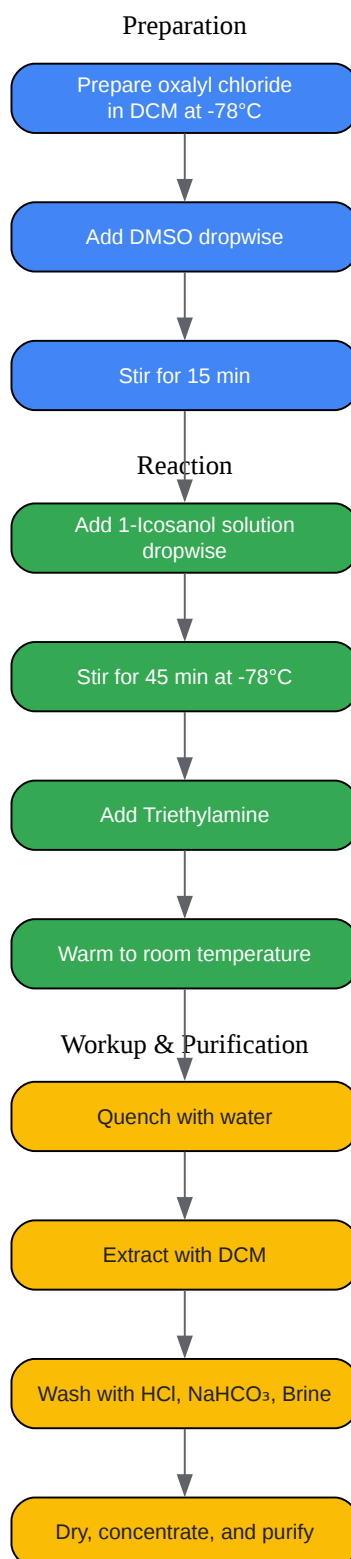 Preparation
Prepare oxalyl chloride
in DCM at -78°C
Add DMSO dropwise
Stir for 15 min
Reaction
Add 1-Icosanol solution
dropwise
Stir for 45 min at -78°C
Add Triethylamine
Warm to room temperature
Workup & Purification
Quench with water
Extract with DCM
Wash with HCl, NaHCO₃, Brine
Dry, concentrate, and purify